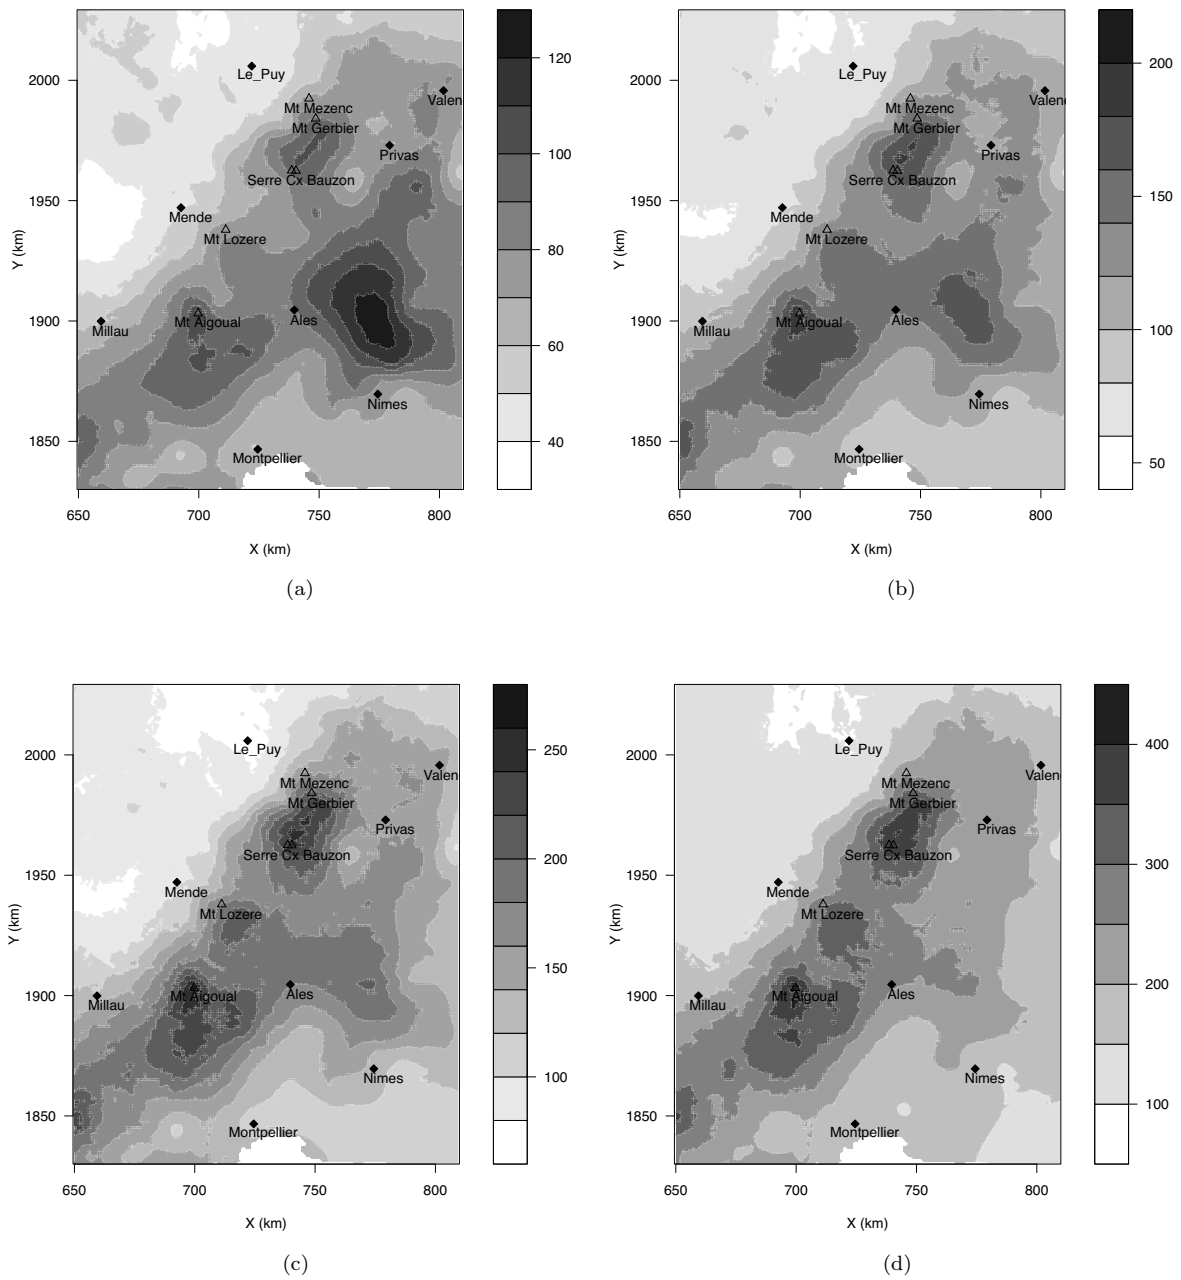 2000
1950
1900
1850
Y (km)
Le_Puy
Mt Mezenc
Valen
Mt Gerbier
Privas
Serre Cx Bauzon
Mende
Mt Lozere
Mt Aigoual
Ales
Millau
Nimes
Montpellier
650
700
750
800
X (km)
120
100
80
60
40
(a)
2000
1950
1900
1850
Y (km)
Le_Puy
Mt Mezenc
Valen
Mt Gerbier
Privas
Serre Cx Bauzon
Mende
Mt Lozere
Mt Aigoual
Ales
Millau
Nimes
Montpellier
650
700
750
800
X (km)
200
150
100
50
(b)
2000
1950
1900
1850
Y (km)
Le_Puy
Mt Mezenc
Valen
Mt Gerbier
Privas
Serre Cx Bauzon
Mende
Mt Lozere
Mt Aigoual
Ales
Millau
Nimes
Montpellier
650
700
750
800
X (km)
250
200
150
100
(c)
2000
1950
1900
1850
Y (km)
Le_Puy
Mt Mezenc
Valen
Mt Gerbier
Privas
Serre Cx Bauzon
Mende
Mt Lozere
Mt Aigoual
Ales
Millau
Nimes
Montpellier
650
700
750
800
X (km)
400
300
200
100
(d)